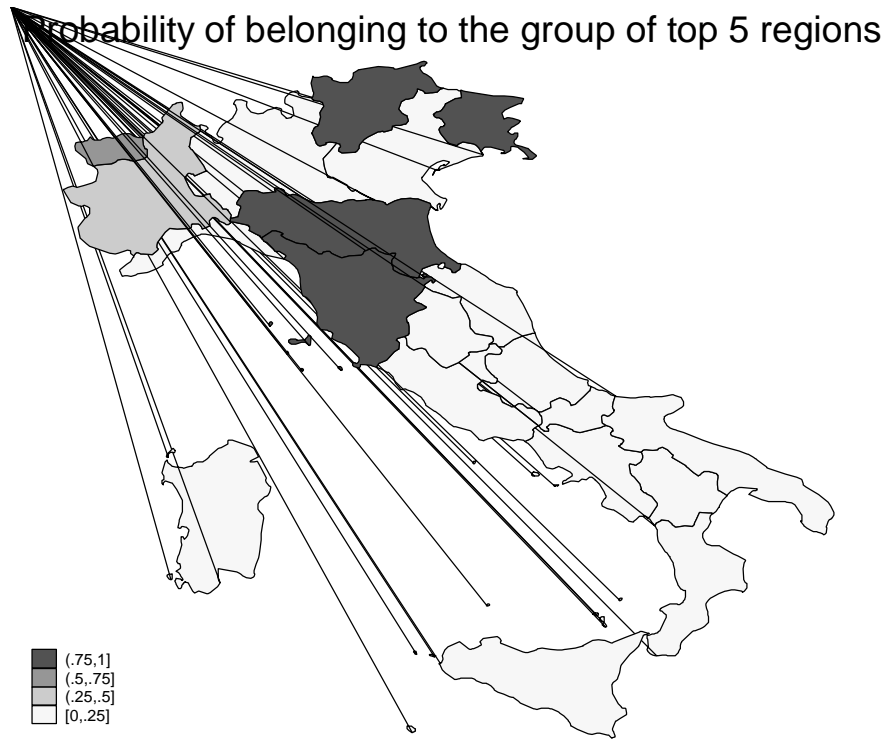 Probability of belonging to the group of top 5 regions
(.75,1]
(.5,.75]
(.25,.5]
[0,.25]